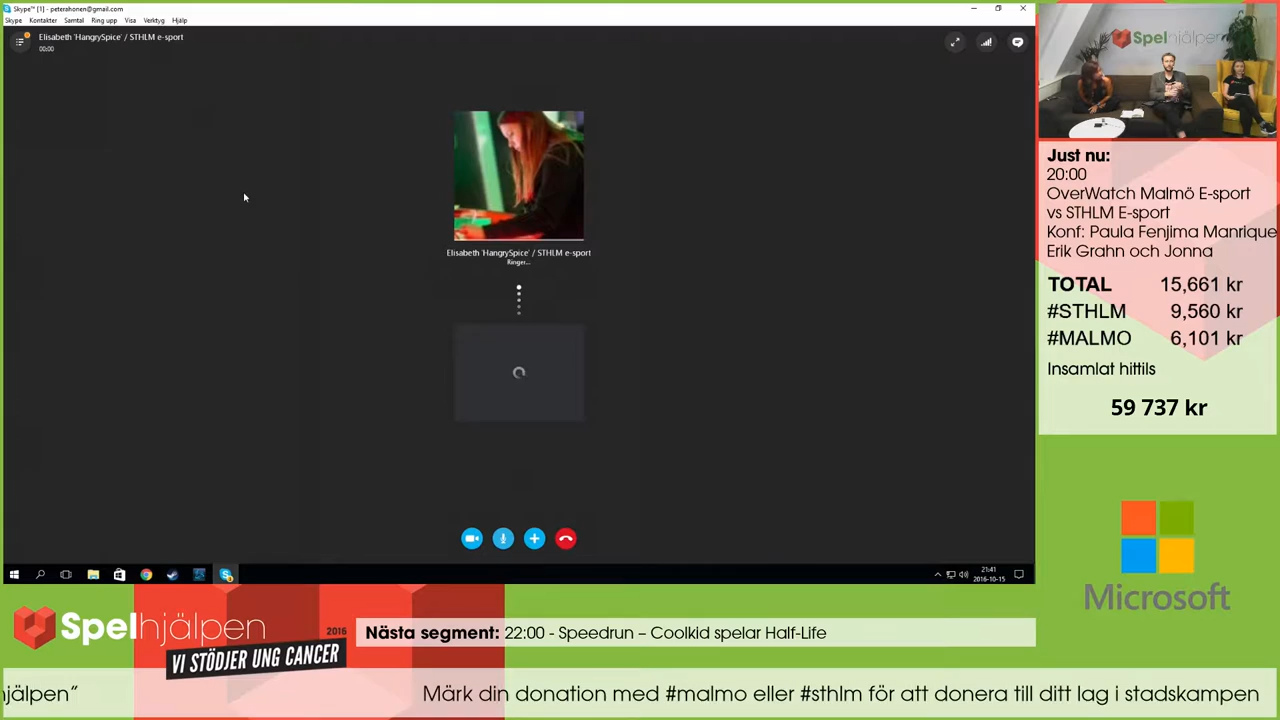 Skype™ [1] - peterahonen@gmail.com
Skype Kontakter Samtal Ring upp Visa Verktyg Hjälp
Elisabeth 'HangrySpice' / STHLM e-sport
00:00
Elisabeth 'HangrySpice' / STHLM e-sport
Ringer...
21:41
2016-10-15
Spelhjälpen
Just nu:
20:00
OverWatch Malmö E-sport
vs STHLM E-sport
Konf: Paula Fenjima Manrique
Erik Grahn och Jonna
TOTAL 15,661 kr
#STHLM 9,560 kr
#MALMO 6,101 kr
Insamlat hittils
59 737 kr
Microsoft
Spelhjälpen
2016
VI STÖDJER UNG CANCER
Nästa segment: 22:00 - Speedrun – Coolkid spelar Half-Life
hjälpen” Märk din donation med #malmo eller #sthlm för att donera till ditt lag i stadskampen